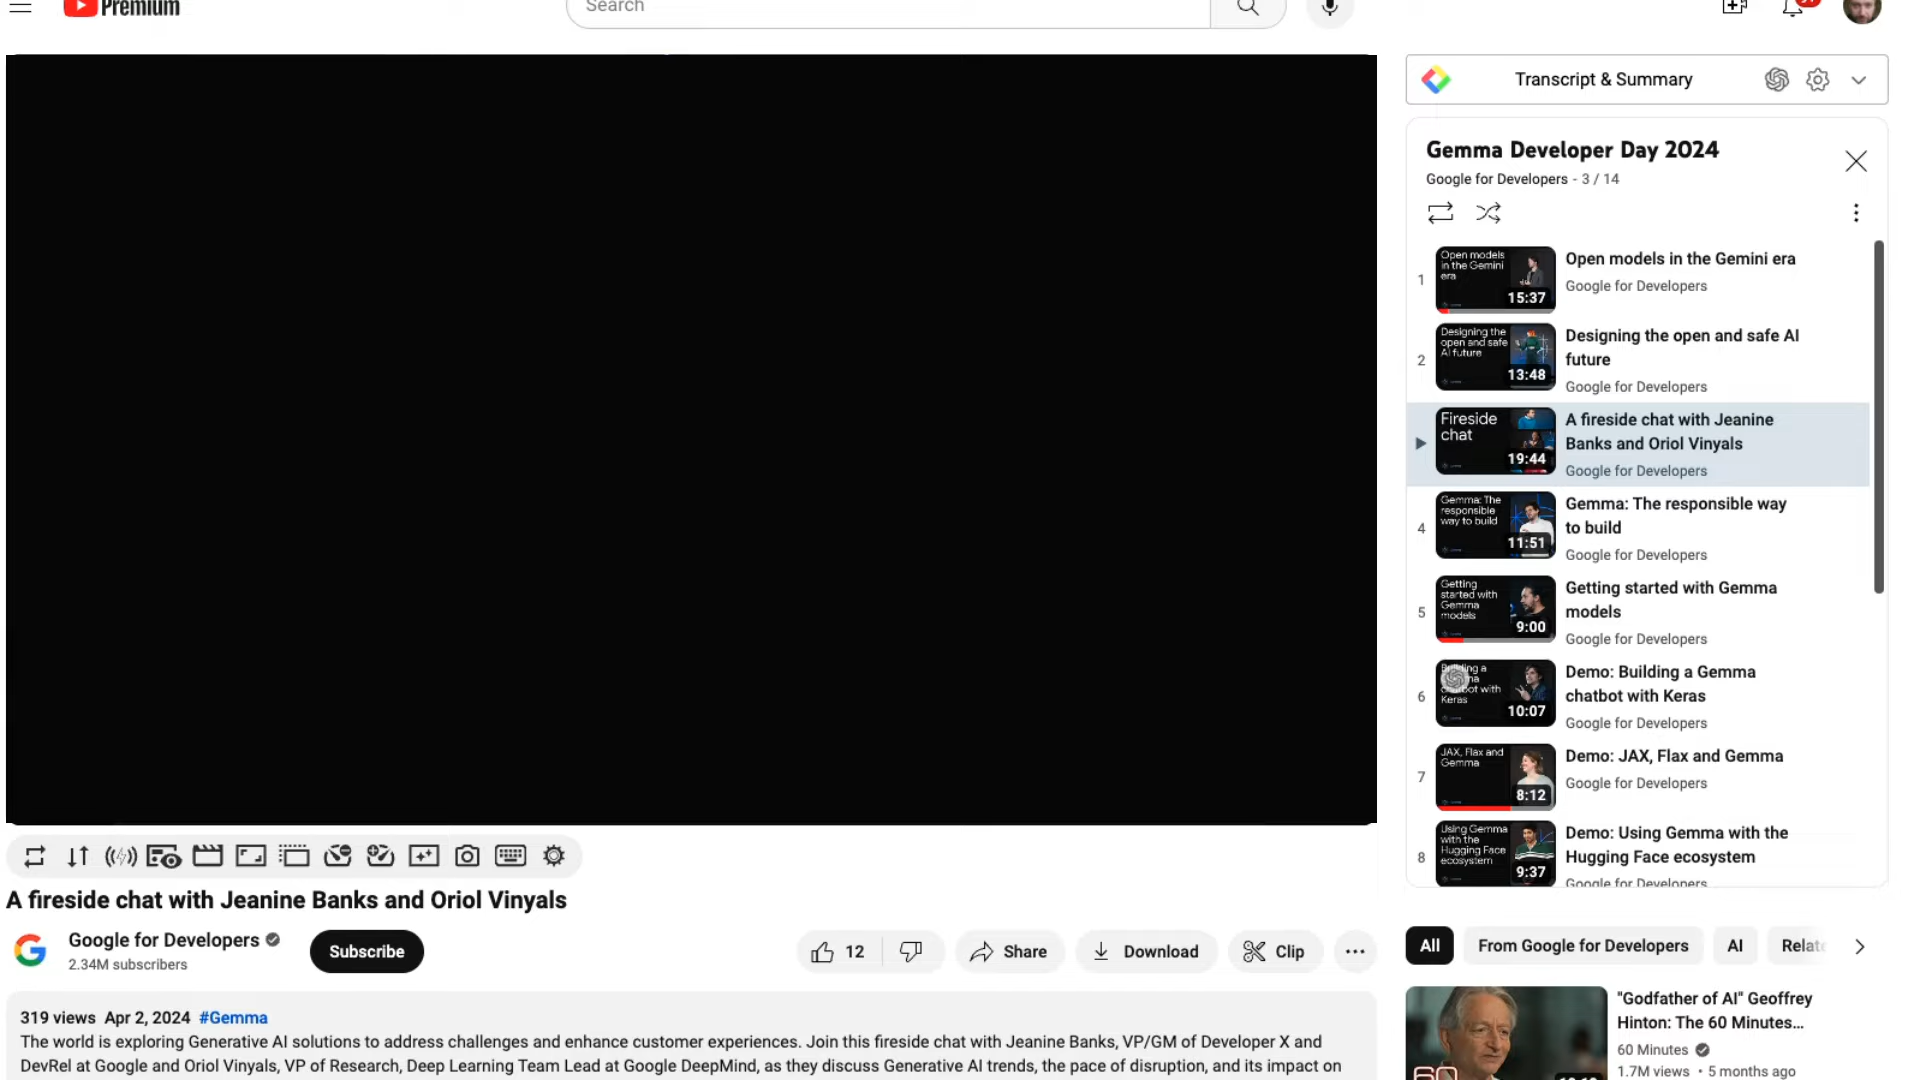 Premium
Search
Transcript & Summary
Gemma Developer Day 2024
Google for Developers - 3 / 14
1
Open models
in the Gemini
era
15:37
Open models in the Gemini era
Google for Developers
2
Designing the
open and safe
AI future
13:48
Designing the open and safe AI
future
Google for Developers
Fireside
chat
19:44
A fireside chat with Jeanine
Banks and Oriol Vinyals
Google for Developers
4
Gemma: The
responsible
way to build
11:51
Gemma: The responsible way
to build
Google for Developers
5
Getting
started with
Gemma
models
9:00
Getting started with Gemma
models
Google for Developers
6
Keras
10:07
Demo: Building a Gemma
chatbot with Keras
Google for Developers
7
JAX, Flax and
Gemma
8:12
Demo: JAX, Flax and Gemma
Google for Developers
8
Using Gemma
with the
Hugging Face
ecosystem
9:37
Demo: Using Gemma with the
Hugging Face ecosystem
Google for Developers
A fireside chat with Jeanine Banks and Oriol Vinyals
Google for Developers
2.34M subscribers
Subscribe
12
Share
Download
Clip
319 views Apr 2, 2024 #Gemma
The world is exploring Generative AI solutions to address challenges and enhance customer experiences. Join this fireside chat with Jeanine Banks, VP/GM of Developer X and
DevRel at Google and Oriol Vinyals, VP of Research, Deep Learning Team Lead at Google DeepMind, as they discuss Generative AI trends, the pace of disruption, and its impact on
All
From Google for Developers
AI
"Godfather of AI" Geoffrey
Hinton: The 60 Minutes...
60 Minutes
1.7M views • 5 months ago